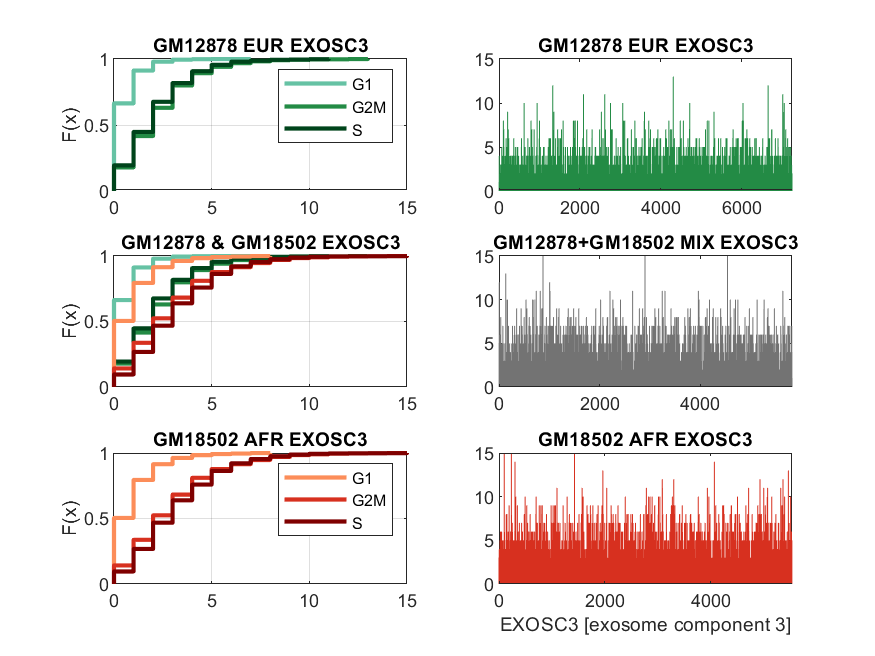 GM12878 EUR EXOSC3
F(x)
1
0.5
0
0 5 10 15
G1
G2M
S
GM12878 EUR EXOSC3
15
10
5
0
0 2000 4000 6000
GM12878 & GM18502 EXOSC3
F(x)
1
0.5
0
0 5 10 15
GM12878+GM18502 MIX EXOSC3
15
10
5
0
0 2000 4000
GM18502 AFR EXOSC3
F(x)
1
0.5
0
0 5 10 15
G1
G2M
S
GM18502 AFR EXOSC3
15
10
5
0
0 2000 4000
EXOSC3 [exosome component 3]